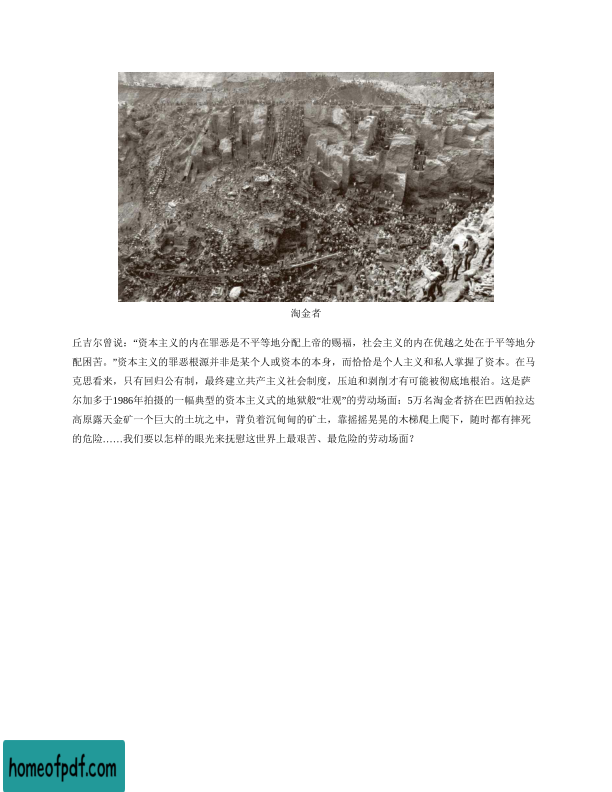 淘金者
丘吉尔曾说：“资本主义的内在罪恶是不平等地分配上帝的赐福，社会主义的内在优越之处在于平等地分
配困苦。”资本主义的罪恶根源并非是某个人或资本的本身，而恰恰是个人主义和私人掌握了资本。在马
克思看来，只有回归公有制，最终建立共产主义社会制度，压迫和剥削才有可能被彻底地根治。这是萨
尔加多于1986年拍摄的一幅典型的资本主义式的地狱般“壮观”的劳动场面：5万名淘金者挤在巴西帕拉达
高原露天金矿一个巨大的土坑之中，背负着沉甸甸的矿土，靠摇摇晃晃的木梯爬上爬下，随时都有摔死
的危险……我们要以怎样的眼光来抚慰这世界上最艰苦、最危险的劳动场面？
homeofpdf.com